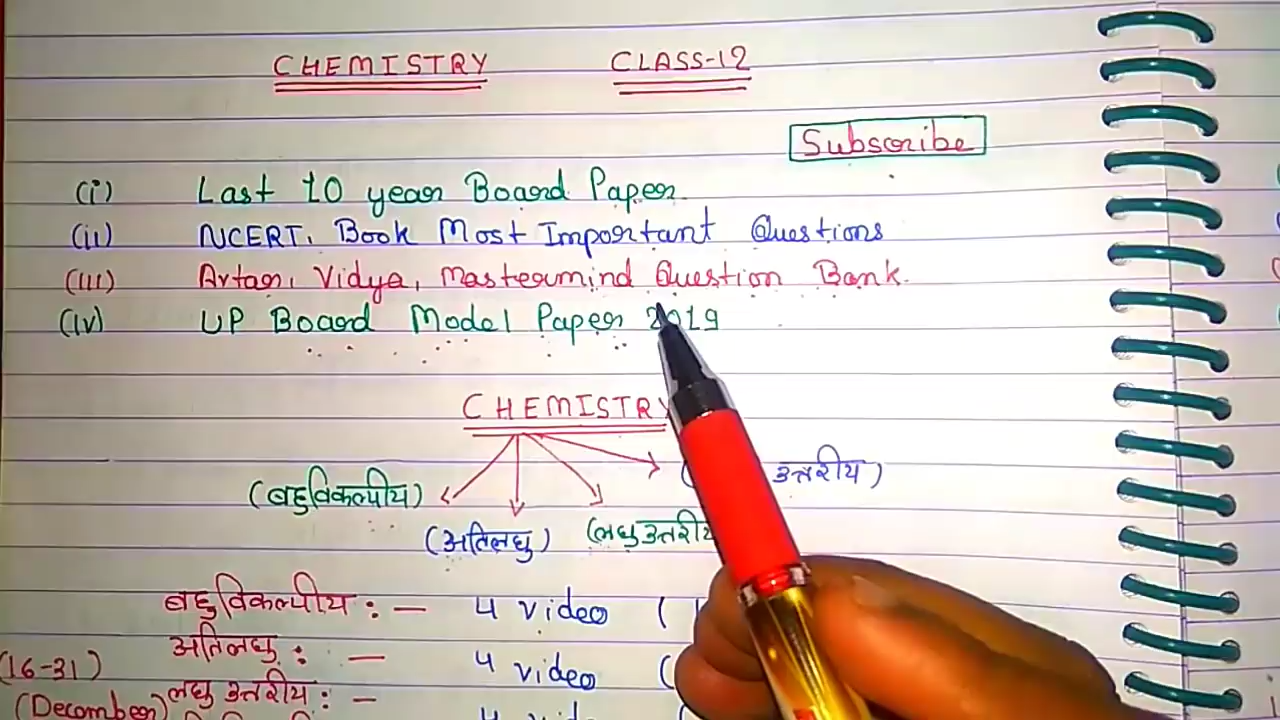 CHEMISTRY CLASS-12
Subscribe
(i) Last 10 year Board Paper
(ii) NCERT. Book Most Important Questions
(iii) Avtar, Vidya, Mastermind Question Bank.
(iv) UP Board Model Paper 2019
CHEMISTRY
(बहुविकल्पीय) (अतिलघु) (लघु उत्तरीय उत्तरीय)
बहुविकल्पीय : — 4 video (
अतिलघु : — 4 video (
(16-31)
लघु उत्तरीय : —
(December)